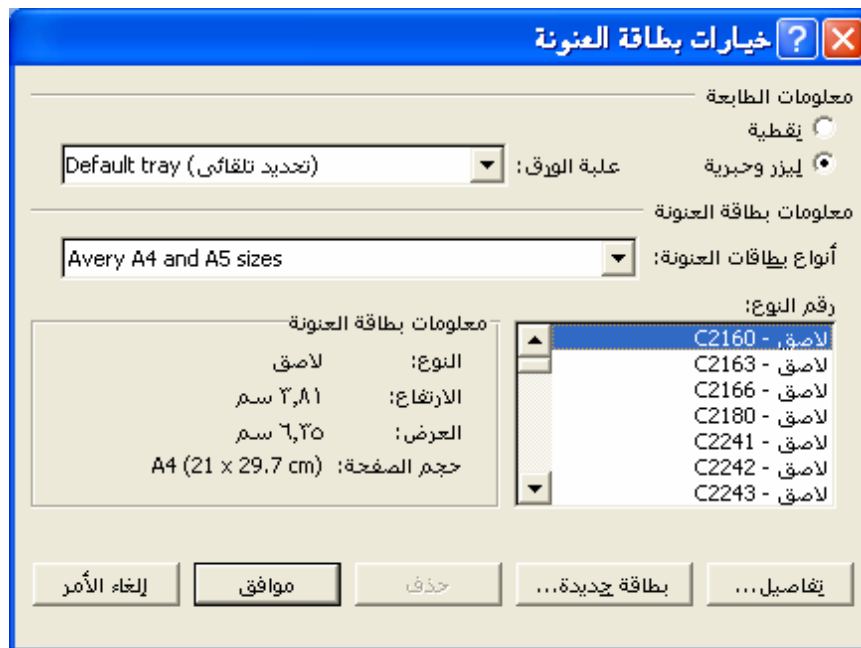 خيارات بطاقة العنونة
معلومات الطابعة
نقطية
ليزر وحبرية
علبة الورق: Default tray (تحديد تلقائي)
معلومات بطاقة العنونة
أنواع بطاقات العنونة: Avery A4 and A5 sizes
رقم النوع:
لاصق - C2160
لاصق - C2163
لاصق - C2166
لاصق - C2180
لاصق - C2241
لاصق - C2242
لاصق - C2243
معلومات بطاقة العنونة
النوع: لاصق
الارتفاع: ٣,٨١ سم
العرض: ٦,٣٥ سم
حجم الصفحة: A4 (21 x 29.7 cm)
تفاصيل...
بطاقة جديدة...
حذف
موافق
إلغاء الأمر